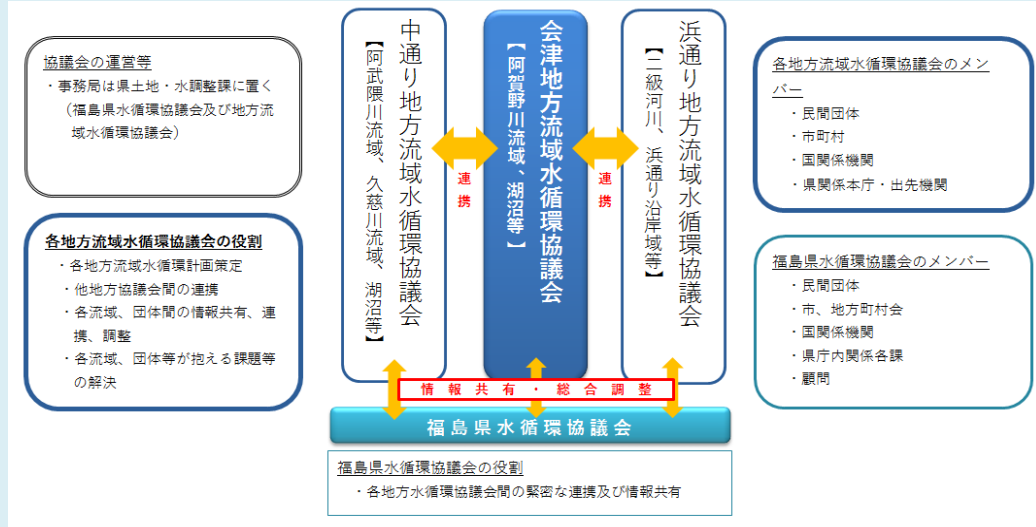 協議会の運営等
・事務局は県土地・水調整課に置く
(福島県水循環協議会及び地方流
域水循環協議会)
各地方流域水循環協議会の役割
・各地方流域水循環計画策定
・他地方協議会間の連携
・各流域、団体間の情報共有、連
携、調整
・各流域、団体等が抱える課題等
の解決
中通り地方流域水循環協議会
【阿武隈川流域、久慈川流域、湖沼等】
連携
会津地方流域水循環協議会
【阿賀野川流域、湖沼等】
連携
浜通り地方流域水循環協議会
【二級河川、浜通り沿岸域等】
各地方流域水循環協議会のメン
バー
・民間団体
・市町村
・国関係機関
・県関係本庁・出先機関
福島県水循環協議会のメンバー
・民間団体
・市、地方町村会
・国関係機関
・県庁内関係各課
・顧問
情報共有・総合調整
福島県水循環協議会
福島県水循環協議会の役割
・各地方水循環協議会間の緊密な連携及び情報共有